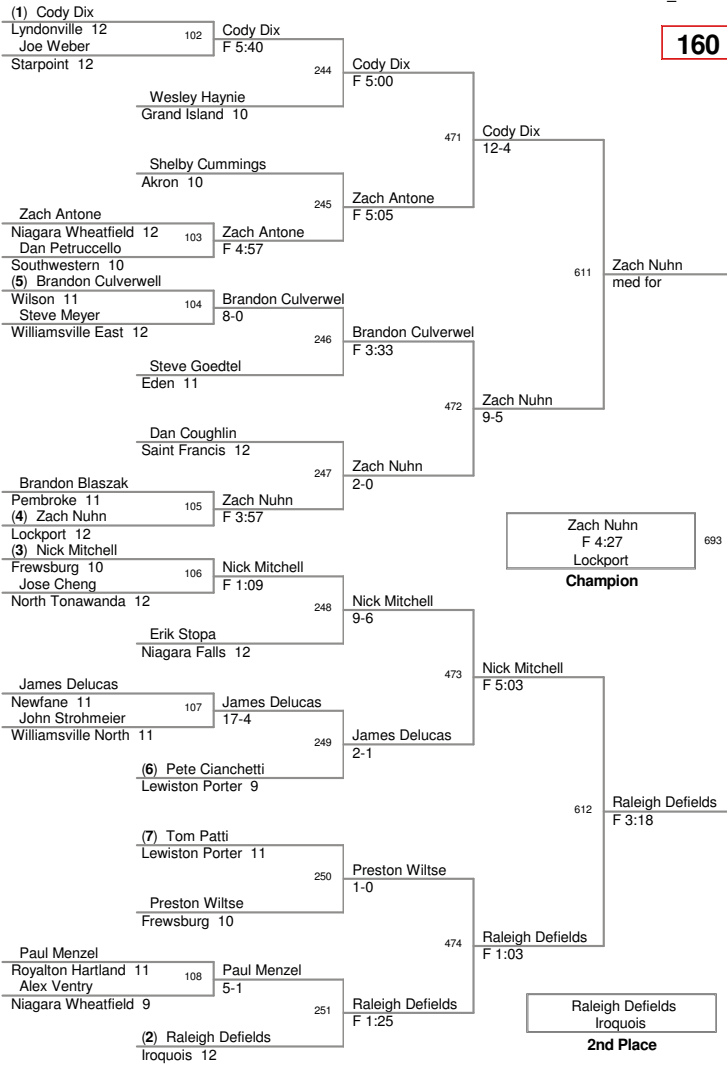 (1) Cody Dix
Lyndonville 12
102
Joe Weber
Starpoint 12
Cody Dix
F 5:40
244
Wesley Haynie
Grand Island 10
Cody Dix
F 5:00
471
Shelby Cummings
Akron 10
245
Zach Antone
Niagara Wheatfield 12
103
Dan Petruccello
Southwestern 10
Zach Antone
F 4:57
Zach Antone
F 5:05
Cody Dix
12-4
611
(5) Brandon Culverwell
Wilson 11
104
Steve Meyer
Williamsville East 12
Brandon Culverwel
8-0
246
Steve Goedtel
Eden 11
Brandon Culverwel
F 3:33
472
Dan Coughlin
Saint Francis 12
247
Brandon Blaszak
Pembroke 11
105
(4) Zach Nuhn
Lockport 12
Zach Nuhn
F 3:57
Zach Nuhn
2-0
Zach Nuhn
9-5
Zach Nuhn
med for
160
(3) Nick Mitchell
Frewsburg 10
106
Jose Cheng
North Tonawanda 12
Nick Mitchell
F 1:09
248
Erik Stopa
Niagara Falls 12
Nick Mitchell
9-6
473
James Delucas
Newfane 11
107
John Strohmeier
Williamsville North 11
James Delucas
17-4
249
(6) Pete Cianchetti
Lewiston Porter 9
James Delucas
2-1
Nick Mitchell
F 5:03
612
(7) Tom Patti
Lewiston Porter 11
250
Preston Wiltse
Frewsburg 10
Preston Wiltse
1-0
474
Paul Menzel
Royalton Hartland 11
108
Alex Ventry
Niagara Wheatfield 9
Paul Menzel
5-1
251
(2) Raleigh Defields
Iroquois 12
Raleigh Defields
F 1:25
Raleigh Defields
F 1:03
Raleigh Defields
F 3:18
Zach Nuhn
F 4:27
Lockport
693
Champion
Raleigh Defields
Iroquois
2nd Place